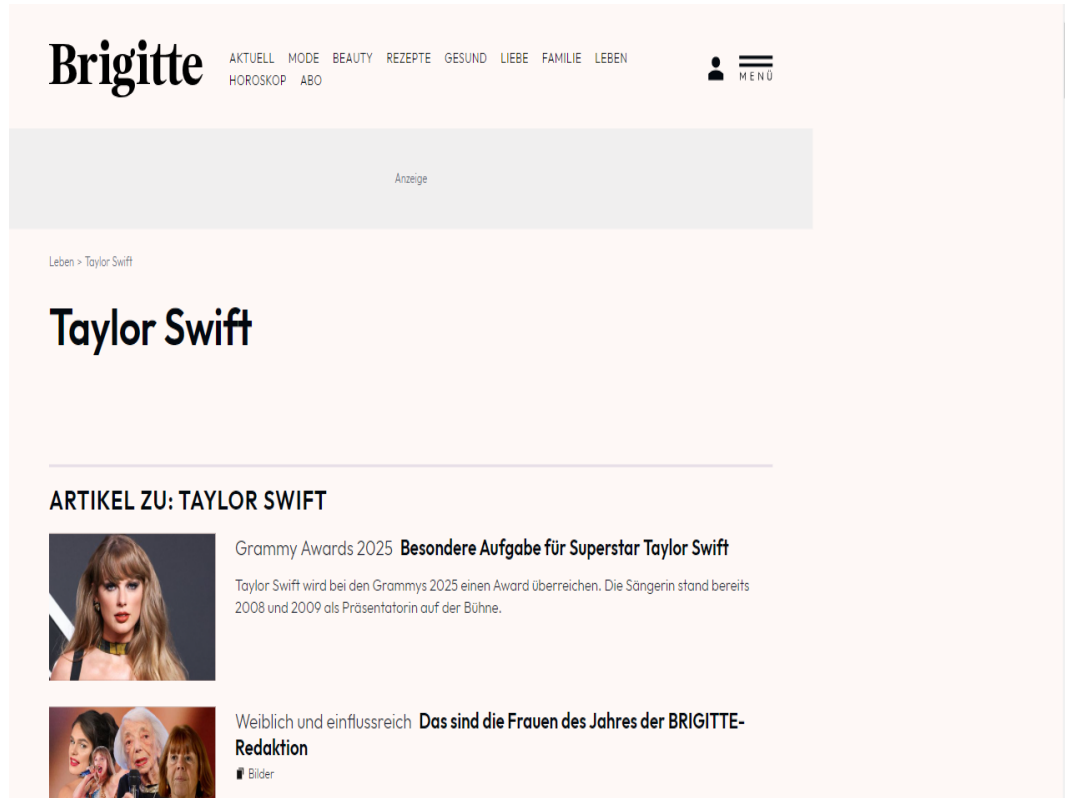 Brigitte
AKTUELL MODE BEAUTY REZEPTE GESUND LIEBE FAMILIE LEBEN
HOROSKOP ABO
MENÜ
Anzeige
Leben > Taylor Swift
Taylor Swift
ARTIKEL ZU: TAYLOR SWIFT
Grammy Awards 2025 Besondere Aufgabe für Superstar Taylor Swift
Taylor Swift wird bei den Grammys 2025 einen Award überreichen. Die Sängerin stand bereits
2008 und 2009 als Präsentatorin auf der Bühne.
Weiblich und einflussreich Das sind die Frauen des Jahres der BRIGITTE-
Redaktion
Bilder